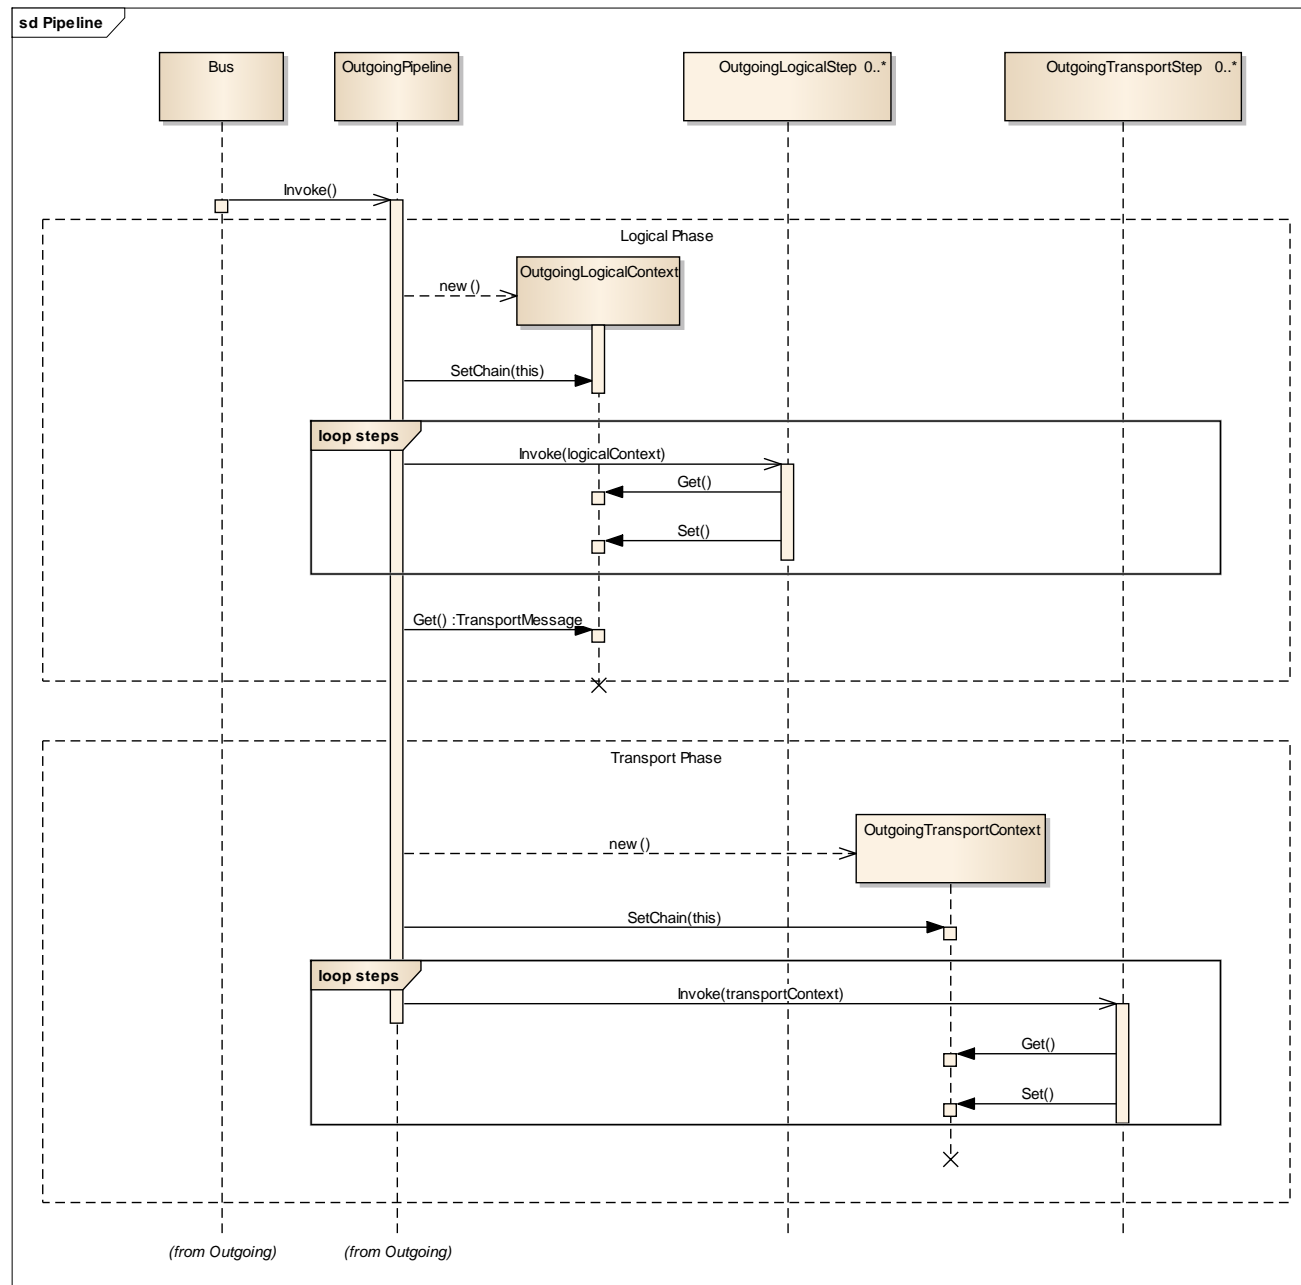 sd Pipeline
Bus
OutgoingPipeline
OutgoingLogicalStep 0..*
OutgoingTransportStep 0..*
Invoke()
Logical Phase
OutgoingLogicalContext
new ()
SetChain(this)
loop steps
Invoke(logicalContext)
Get()
Set()
Get() :TransportMessage
Transport Phase
OutgoingTransportContext
new ()
SetChain(this)
loop steps
Invoke(transportContext)
Get()
Set()
(from Outgoing)
(from Outgoing)